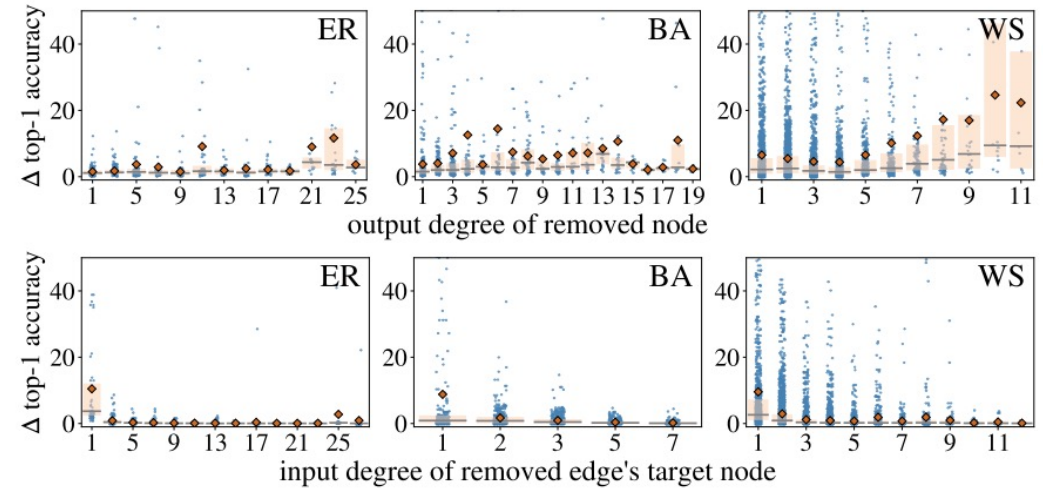 Δ top-1 accuracy
40
20
0
ER
1 5 9 13 17 21 25
BA
40
20
0
1 3 5 7 9 11 13 15 17 19
WS
40
20
0
1 3 5 7 9 11
output degree of removed node
Δ top-1 accuracy
40
20
0
ER
1 5 9 13 17 21 25
BA
40
20
0
1 2 3 5 7
WS
40
20
0
1 3 5 7 9 11
input degree of removed edge's target node